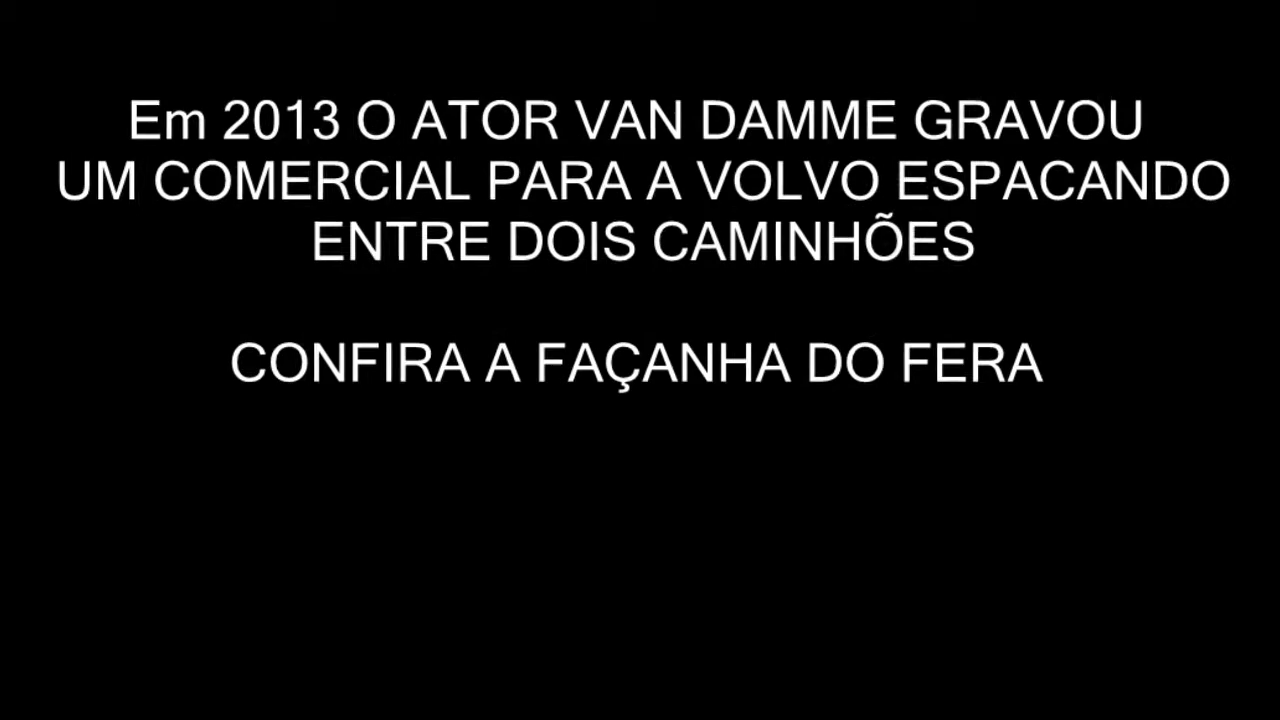 Em 2013 O ATOR VAN DAMME GRAVOU
UM COMERCIAL PARA A VOLVO ESPACANDO
ENTRE DOIS CAMINHÕES
CONFIRA A FAÇANHA DO FERA